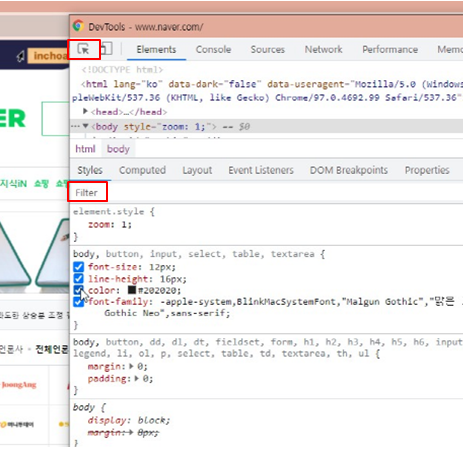 DevTools - www.naver.com/
inchoa
Elements Console Sources Network Performance Mem
<!DOCTYPE html>
<html lang="ko" data-dark="false" data-useragent="Mozilla/5.0 (Windows
pleWebKit/537.36 (KHTML, like Gecko) Chrome/97.0.4692.99 Safari/537.36"
▶<head>…</head>
ER
…▼<body style="zoom: 1;"> == $0
html body
Styles Computed Layout Event Listeners DOM Breakpoints Properties
지식iN 쇼핑 쇼핑
Filter
element.style {
zoom: 1;
}
body, button, input, select, table, textarea {
font-size: 12px;
line-height: 16px;
color: #202020;
font-family: -apple-system,BlinkMacSystemFont,"Malgun Gothic","맑은
Gothic Neo",sans-serif;
}
상승률 조정
언론사 · 전체언론
body, button, dd, dl, dt, fieldset, form, h1, h2, h3, h4, h5, h6, input
legend, li, ol, p, select, table, td, textarea, th, ul {
margin:▶ 0;
padding:▶ 0;
}
JoongAng
body {
display: block;
margin:▶ 8px;
}